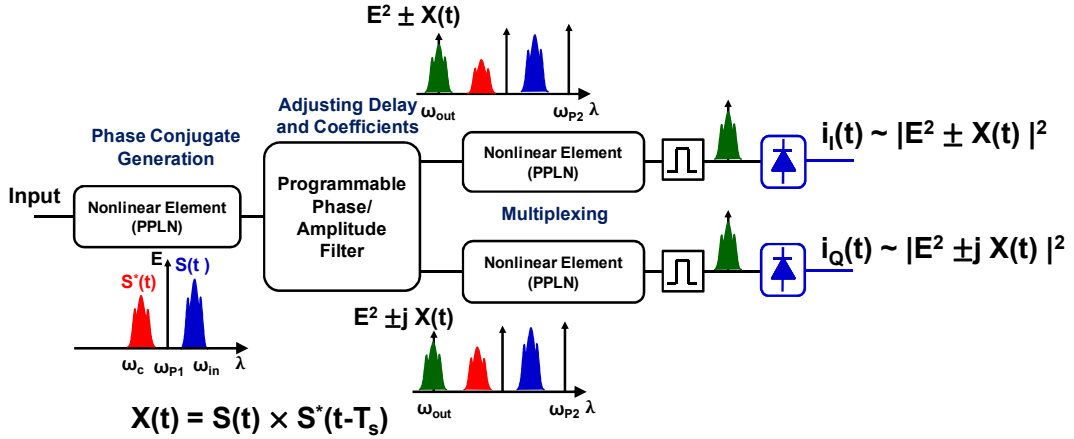 E² ± X(t)
ω_out
ω_P2 λ
Phase Conjugate
Generation
Adjusting Delay
and Coefficients
Input
Nonlinear Element
(PPLN)
Programmable
Phase/
Amplitude
Filter
Nonlinear Element
(PPLN)
i_I(t) ~ |E² ± X(t) |²
Multiplexing
Nonlinear Element
(PPLN)
i_Q(t) ~ |E² ±j X(t) |²
E
S(t )
S*(t)
ω_c
ω_P1
ω_in
λ
E² ±j X(t)
ω_out
ω_P2
λ
X(t) = S(t) × S*(t-T_s)